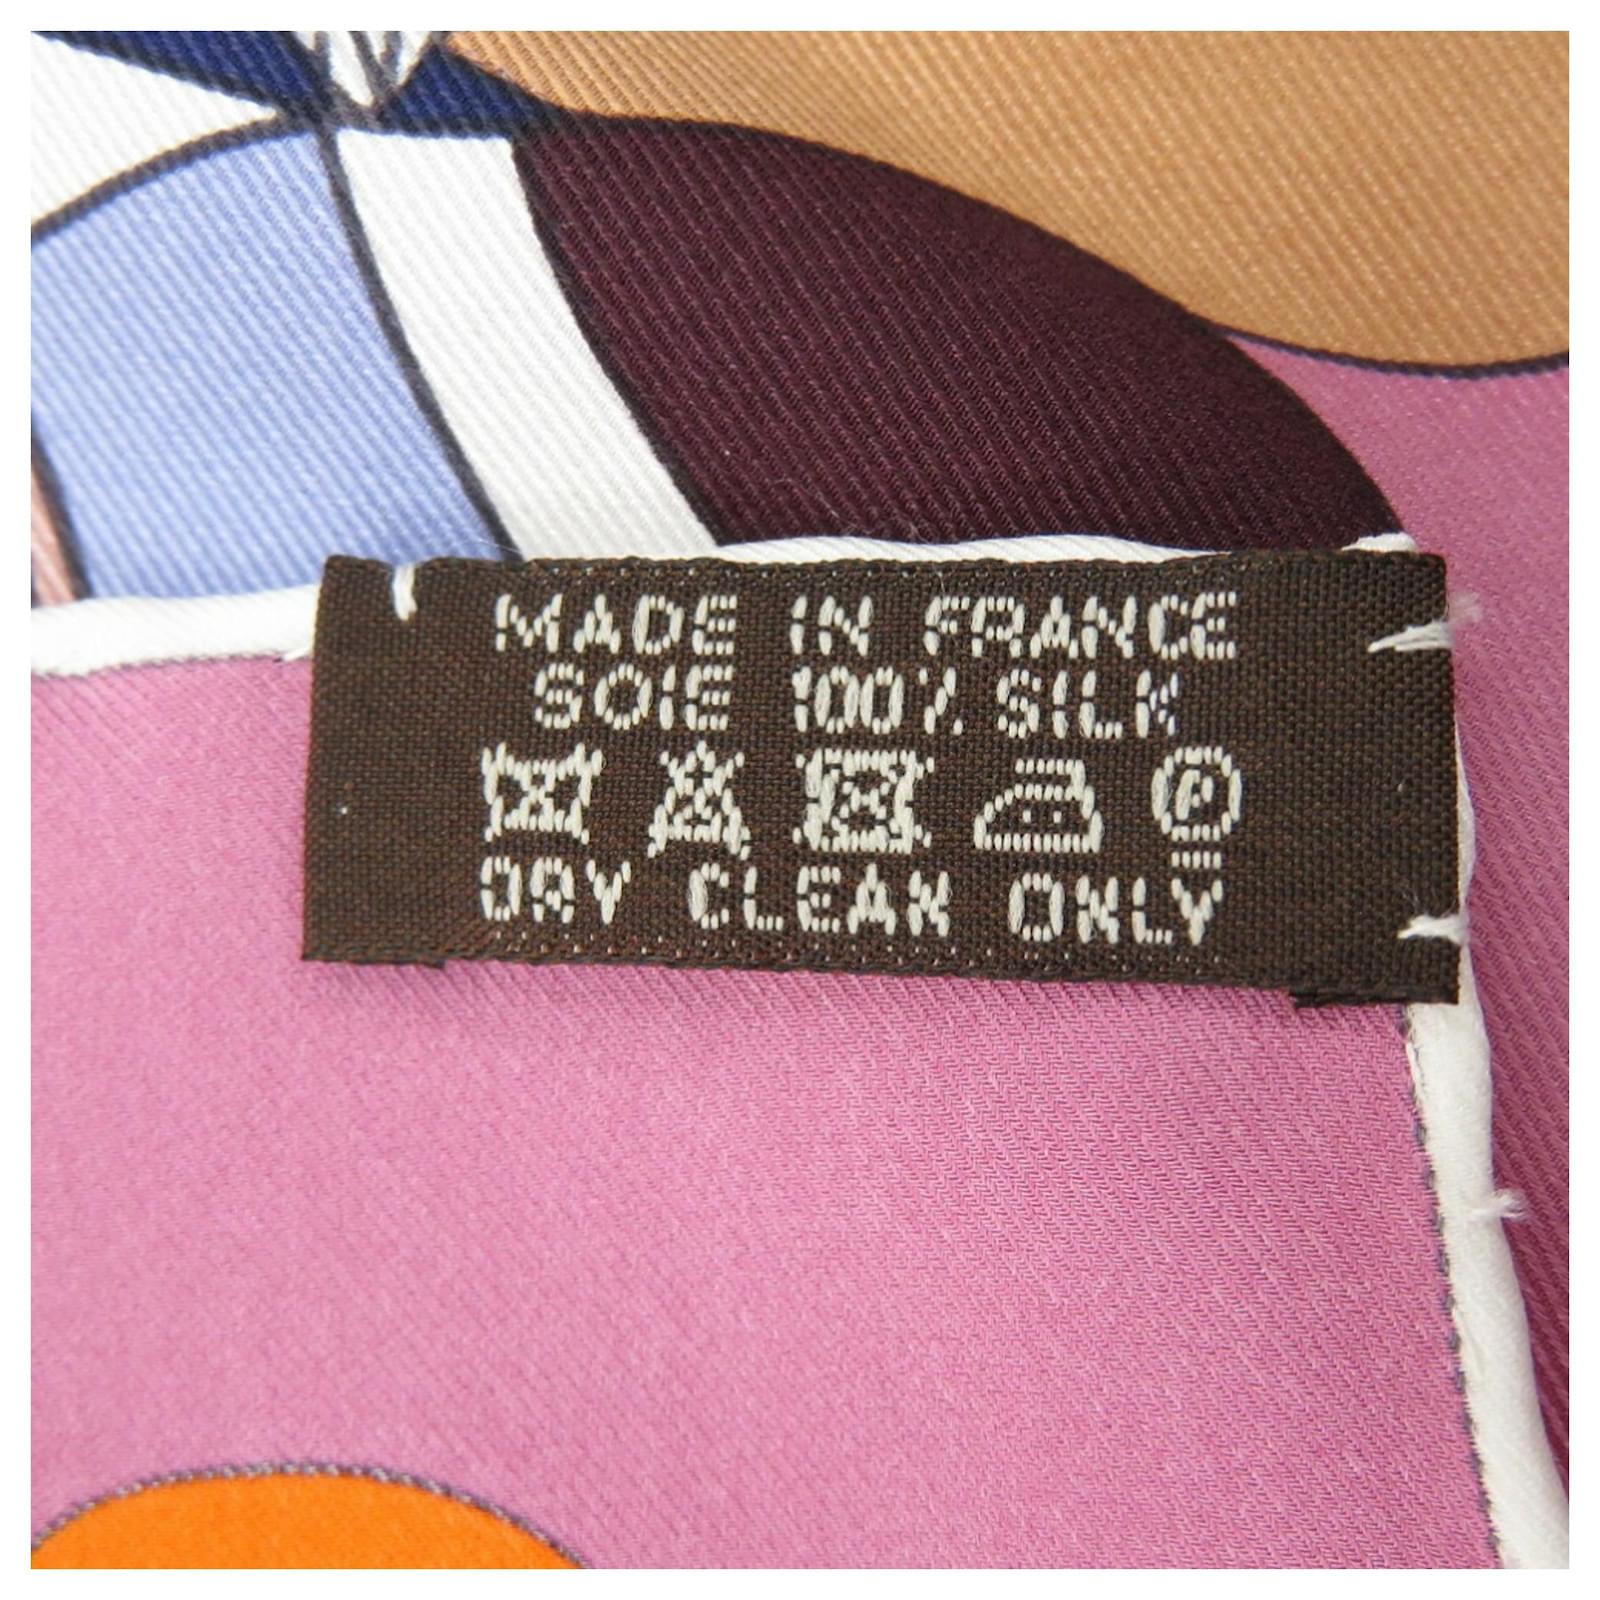 MADE IN FRANCE
SOIE 100% SILK
P
DRY CLEAN ONLY